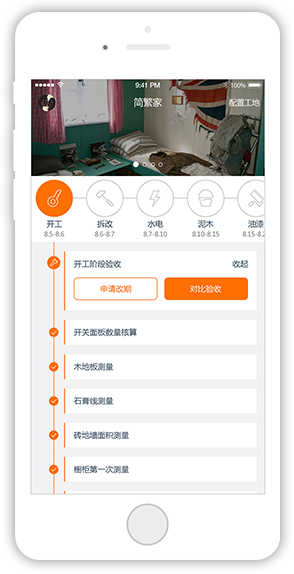 9:41 PM 100%
简繁家 配置工地
开工 拆改 水电 泥木 油漆
8.5-8.6 8.6-8.7 8.7-8.10 8.10-8.15 8.15-8.2
开工阶段验收 收起
申请改期 对比验收
开关面板数量核算
木地板测量
石膏线测量
砖地墙面积测量
橱柜第一次测量